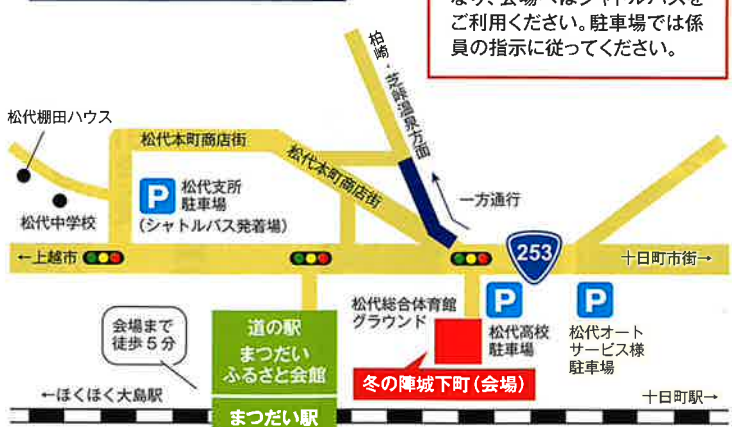 なり、会場へはシャトルバスを
ご利用ください。駐車場では係
員の指示に従ってください。
柏崎・芝峠温泉方面
松代棚田ハウス
松代本町商店街
松代本町商店街
一方通行
P
松代支所
駐車場
(シャトルバス発着場)
松代中学校
←上越市
253
十日町市街→
会場まで
徒歩5分
道の駅
まつだい
ふるさと会館
松代総合体育館
グラウンド
P
松代高校
駐車場
P
松代オート
サービス様
駐車場
冬の陣城下町(会場)
←ほくほく大島駅
十日町駅→
まつだい駅